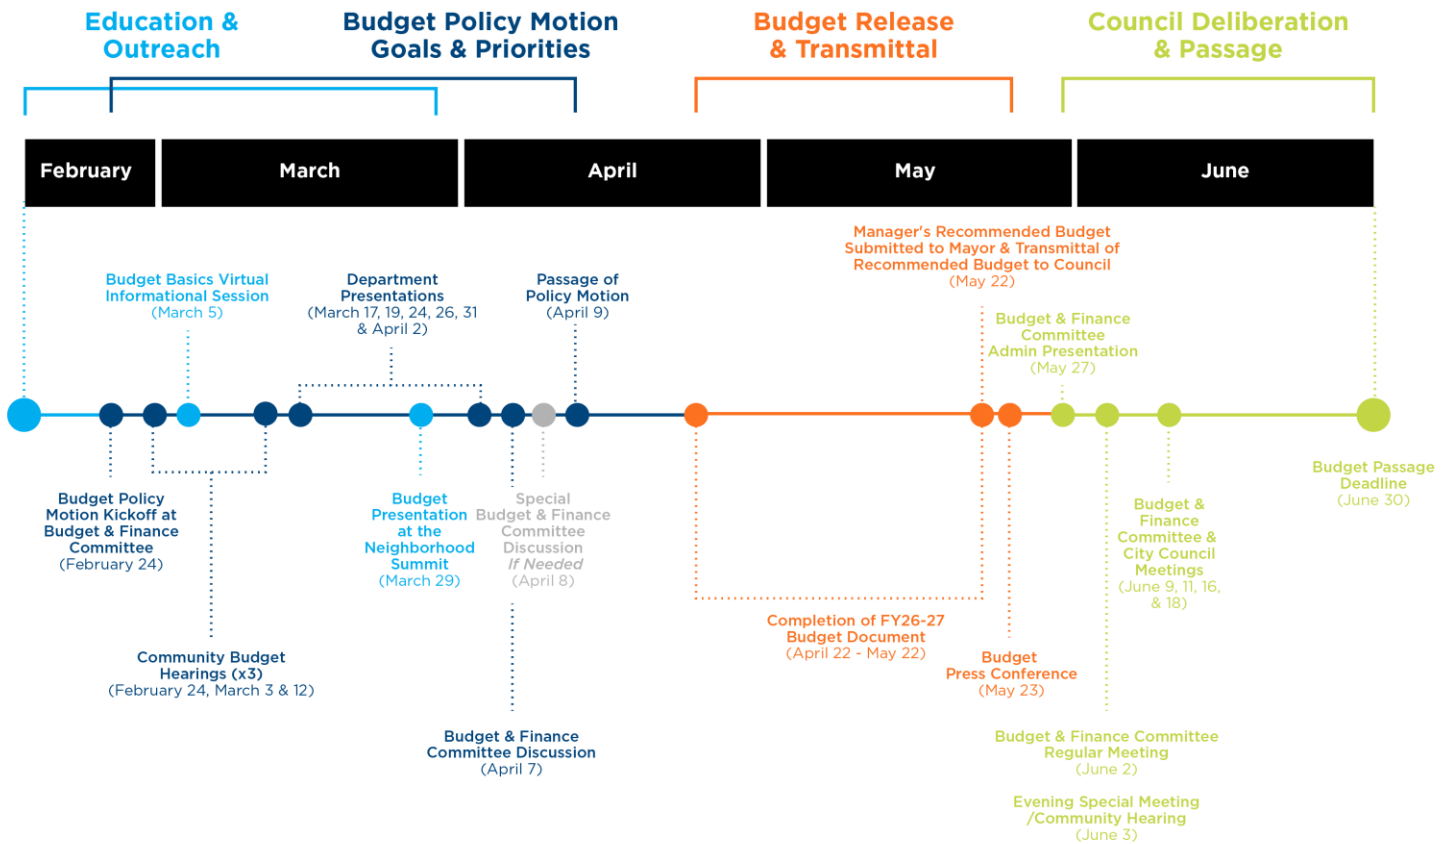 Education &
Outreach
Budget Policy Motion
Goals & Priorities
Budget Release
& Transmittal
Council Deliberation
& Passage
February
March
April
May
June
Manager's Recommended Budget
Submitted to Mayor & Transmittal of
Recommended Budget to Council
(May 22)
Budget Basics Virtual
Informational Session
(March 5)
Department
Presentations
(March 17, 19, 24, 26, 31
& April 2)
Passage of
Policy Motion
(April 9)
Budget & Finance
Committee
Admin Presentation
(May 27)
Budget Policy
Motion Kickoff at
Budget & Finance
Committee
(February 24)
Budget
Presentation
at the
Neighborhood
Summit
(March 29)
Special
Budget & Finance
Committee
Discussion
If Needed
(April 8)
Budget Passage
Deadline
(June 30)
Budget &
Finance
Committee &
City Council
Meetings
(June 9, 11, 16,
& 18)
Completion of FY26-27
Budget Document
(April 22 - May 22)
Community Budget
Hearings (x3)
(February 24, March 3 & 12)
Budget
Press Conference
(May 23)
Budget & Finance
Committee Discussion
(April 7)
Budget & Finance Committee
Regular Meeting
(June 2)
Evening Special Meeting
/Community Hearing
(June 3)